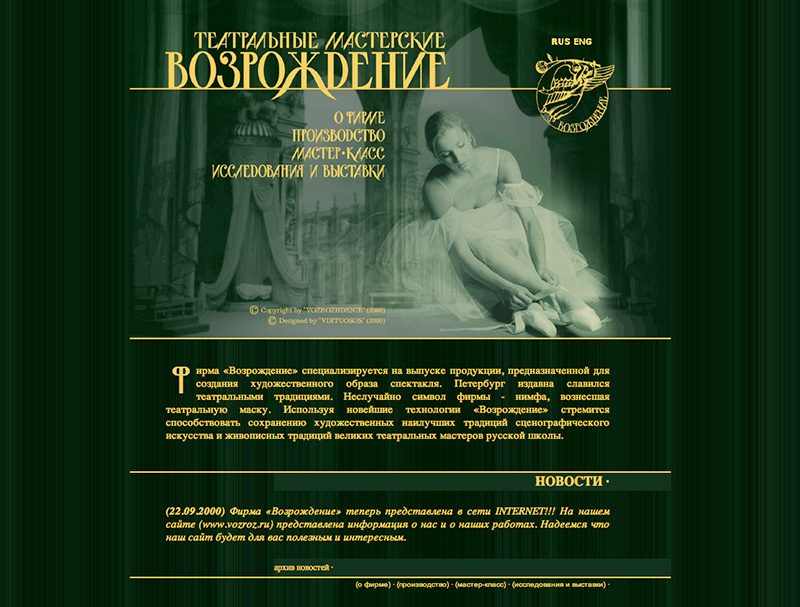 ТЕАТРАЛЬНЫЕ МАСТЕРСКИЕ
ВОЗРОЖДЕНИЕ
RUS ENG
ВОЗРОЖДЕНИЕ
О ФИРМЕ
ПРОИЗВОДСТВО
МАСТЕР·КЛАСС
ИССЛЕДОВАНИЯ И ВЫСТАВКИ
© Copyright by "VOZROZHDENIE" (2000)
© Designed by "VIRTUOSOS" (2000)
Фирма «Возрождение» специализируется на выпуске продукции, предназначенной для
создания художественного образа спектакля. Петербург издавна славился
театральными традициями. Неслучайно символ фирмы - нимфа, вознесшая
театральную маску. Используя новейшие технологии «Возрождение» стремится
способствовать сохранению художественных наилучших традиций сценографического
искусства и живописных традиций великих театральных мастеров русской школы.
НОВОСТИ ·
(22.09.2000) Фирма «Возрождение» теперь представлена в сети INTERNET!!! На нашем
сайте (www.vozroz.ru) представлена информация о нас и о наших работах. Надеемся что
наш сайт будет для вас полезным и интересным.
архив новостей ·
(о фирме) · (производство) · (мастер-класс) · (исследования и выставки) ·